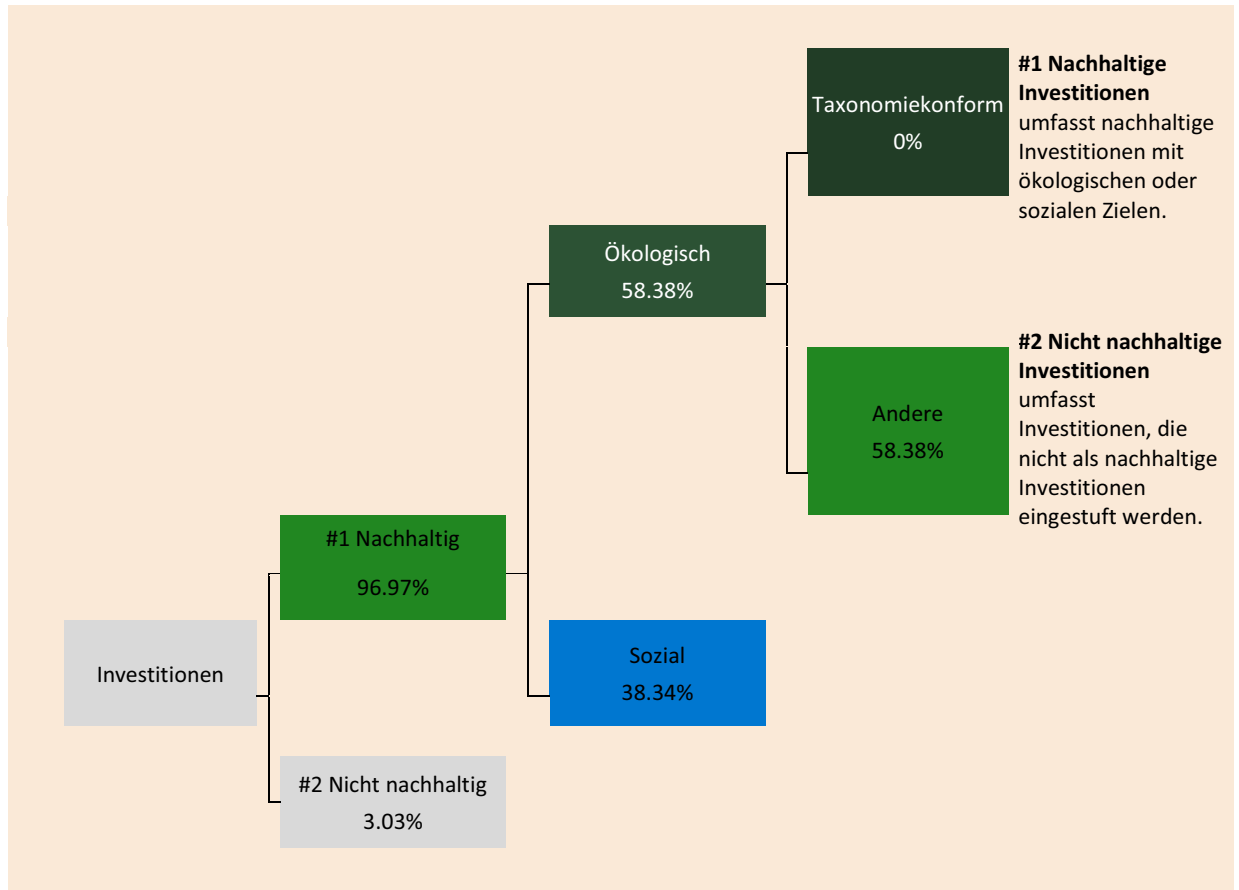 Investitionen
#1 Nachhaltig
96.97%
#2 Nicht nachhaltig
3.03%
Ökologisch
58.38%
Sozial
38.34%
Taxonomiekonform
0%
Andere
58.38%
#1 Nachhaltige
Investitionen
umfasst nachhaltige
Investitionen mit
ökologischen oder
sozialen Zielen.
#2 Nicht nachhaltige
Investitionen
umfasst
Investitionen, die
nicht als nachhaltige
Investitionen
eingestuft werden.